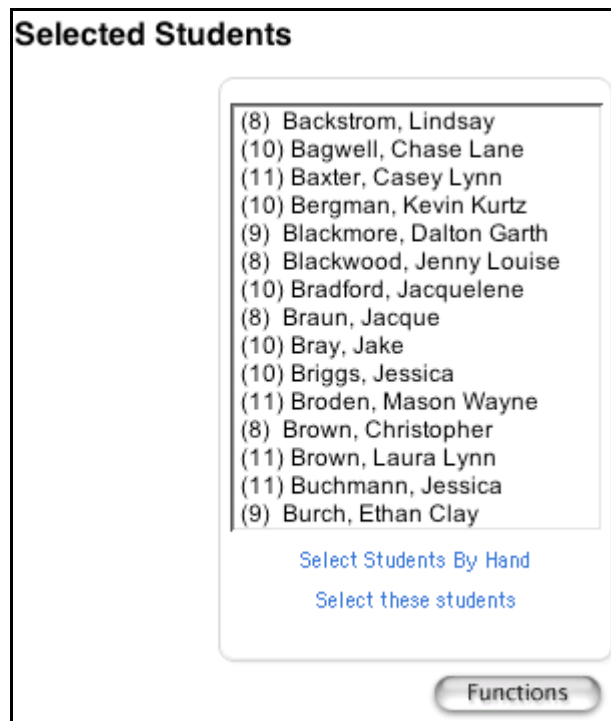 Selected Students
(8) Backstrom, Lindsay
(10) Bagwell, Chase Lane
(11) Baxter, Casey Lynn
(10) Bergman, Kevin Kurtz
(9) Blackmore, Dalton Garth
(8) Blackwood, Jenny Louise
(10) Bradford, Jacquelene
(8) Braun, Jacque
(10) Bray, Jake
(10) Briggs, Jessica
(11) Broden, Mason Wayne
(8) Brown, Christopher
(11) Brown, Laura Lynn
(11) Buchmann, Jessica
(9) Burch, Ethan Clay
Select Students By Hand
Select these students
Functions